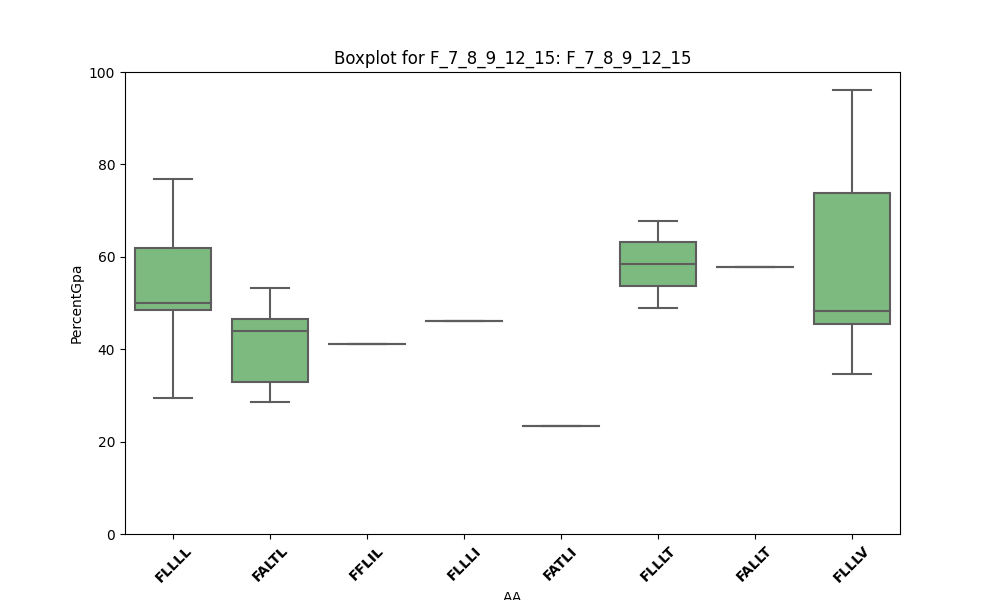 Boxplot for F_7_8_9_12_15: F_7_8_9_12_15
100
80
60
40
20
0
PercentGpa
FLLLL
FALTL
FFLIL
FLLLI
FATLI
FLLLT
FALLT
FLLLV
AA